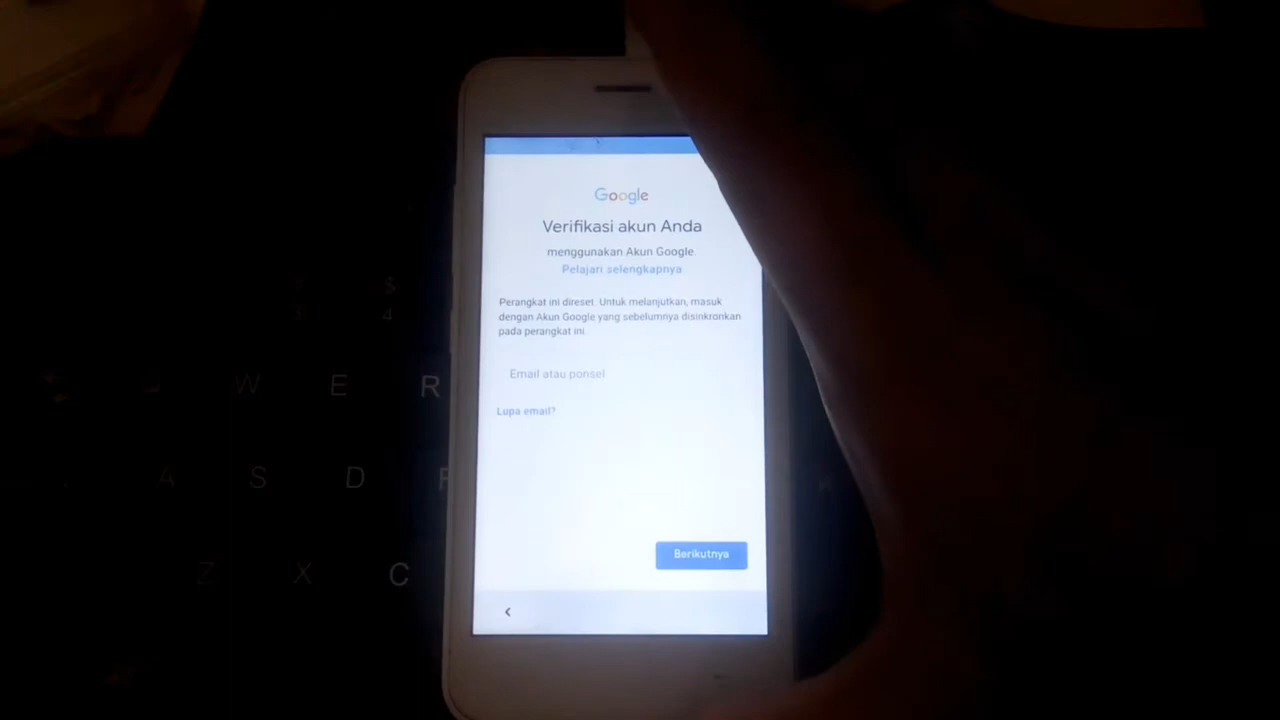 Google
Verifikasi akun Anda
menggunakan Akun Google.
Pelajari selengkapnya
Perangkat ini direset. Untuk melanjutkan, masuk
dengan Akun Google yang sebelumnya disinkronkan
pada perangkat ini.
Email atau ponsel
Lupa email?
Berikutnya
$
4
W E R
A S D F
Z X C